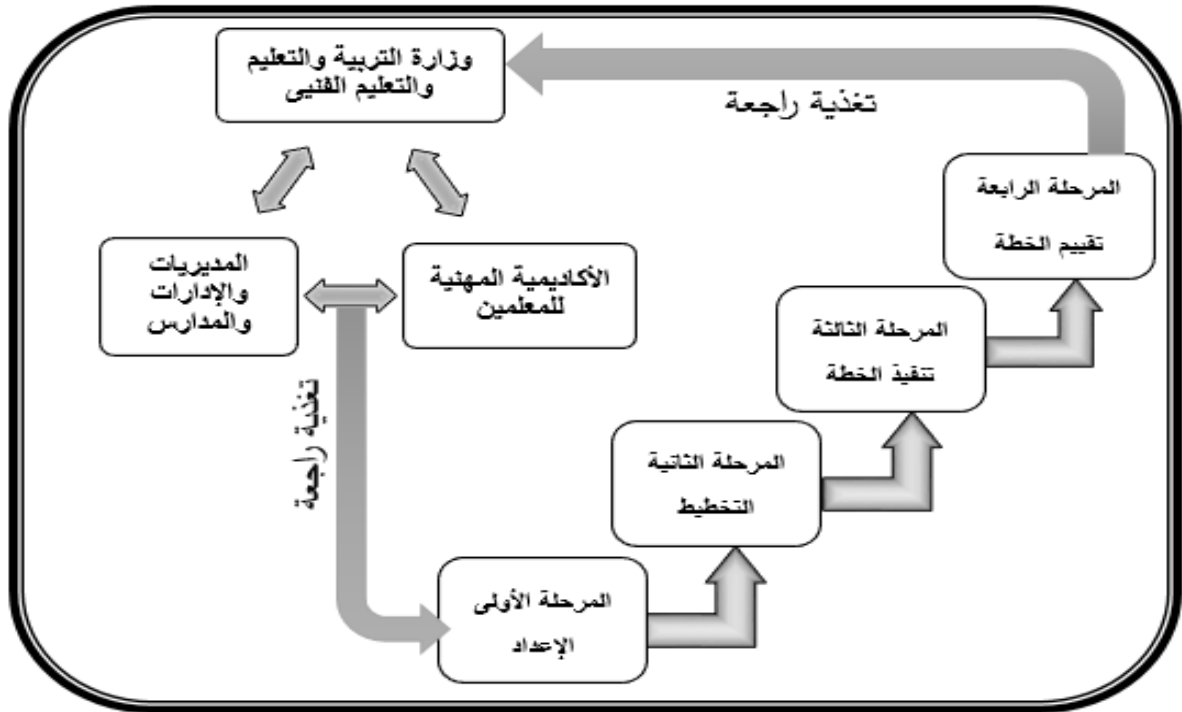 وزارة التربية والتعليم
والتعليم الفنيى
تغذية راجعة
المرحلة الرابعة
تقييم الخطة
المديريات
والإدارات
والمدارس
الأكاديمية المهنية
للمعلمين
المرحلة الثالثة
تنفيذ الخطة
تغذية راجعة
المرحلة الثانية
التخطيط
المرحلة الأولى
الإعداد